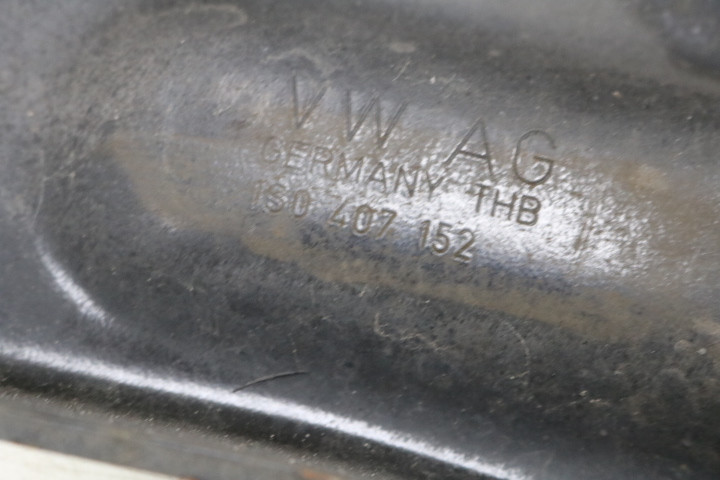 VW AG
GERMANY THB
1S0 407 152